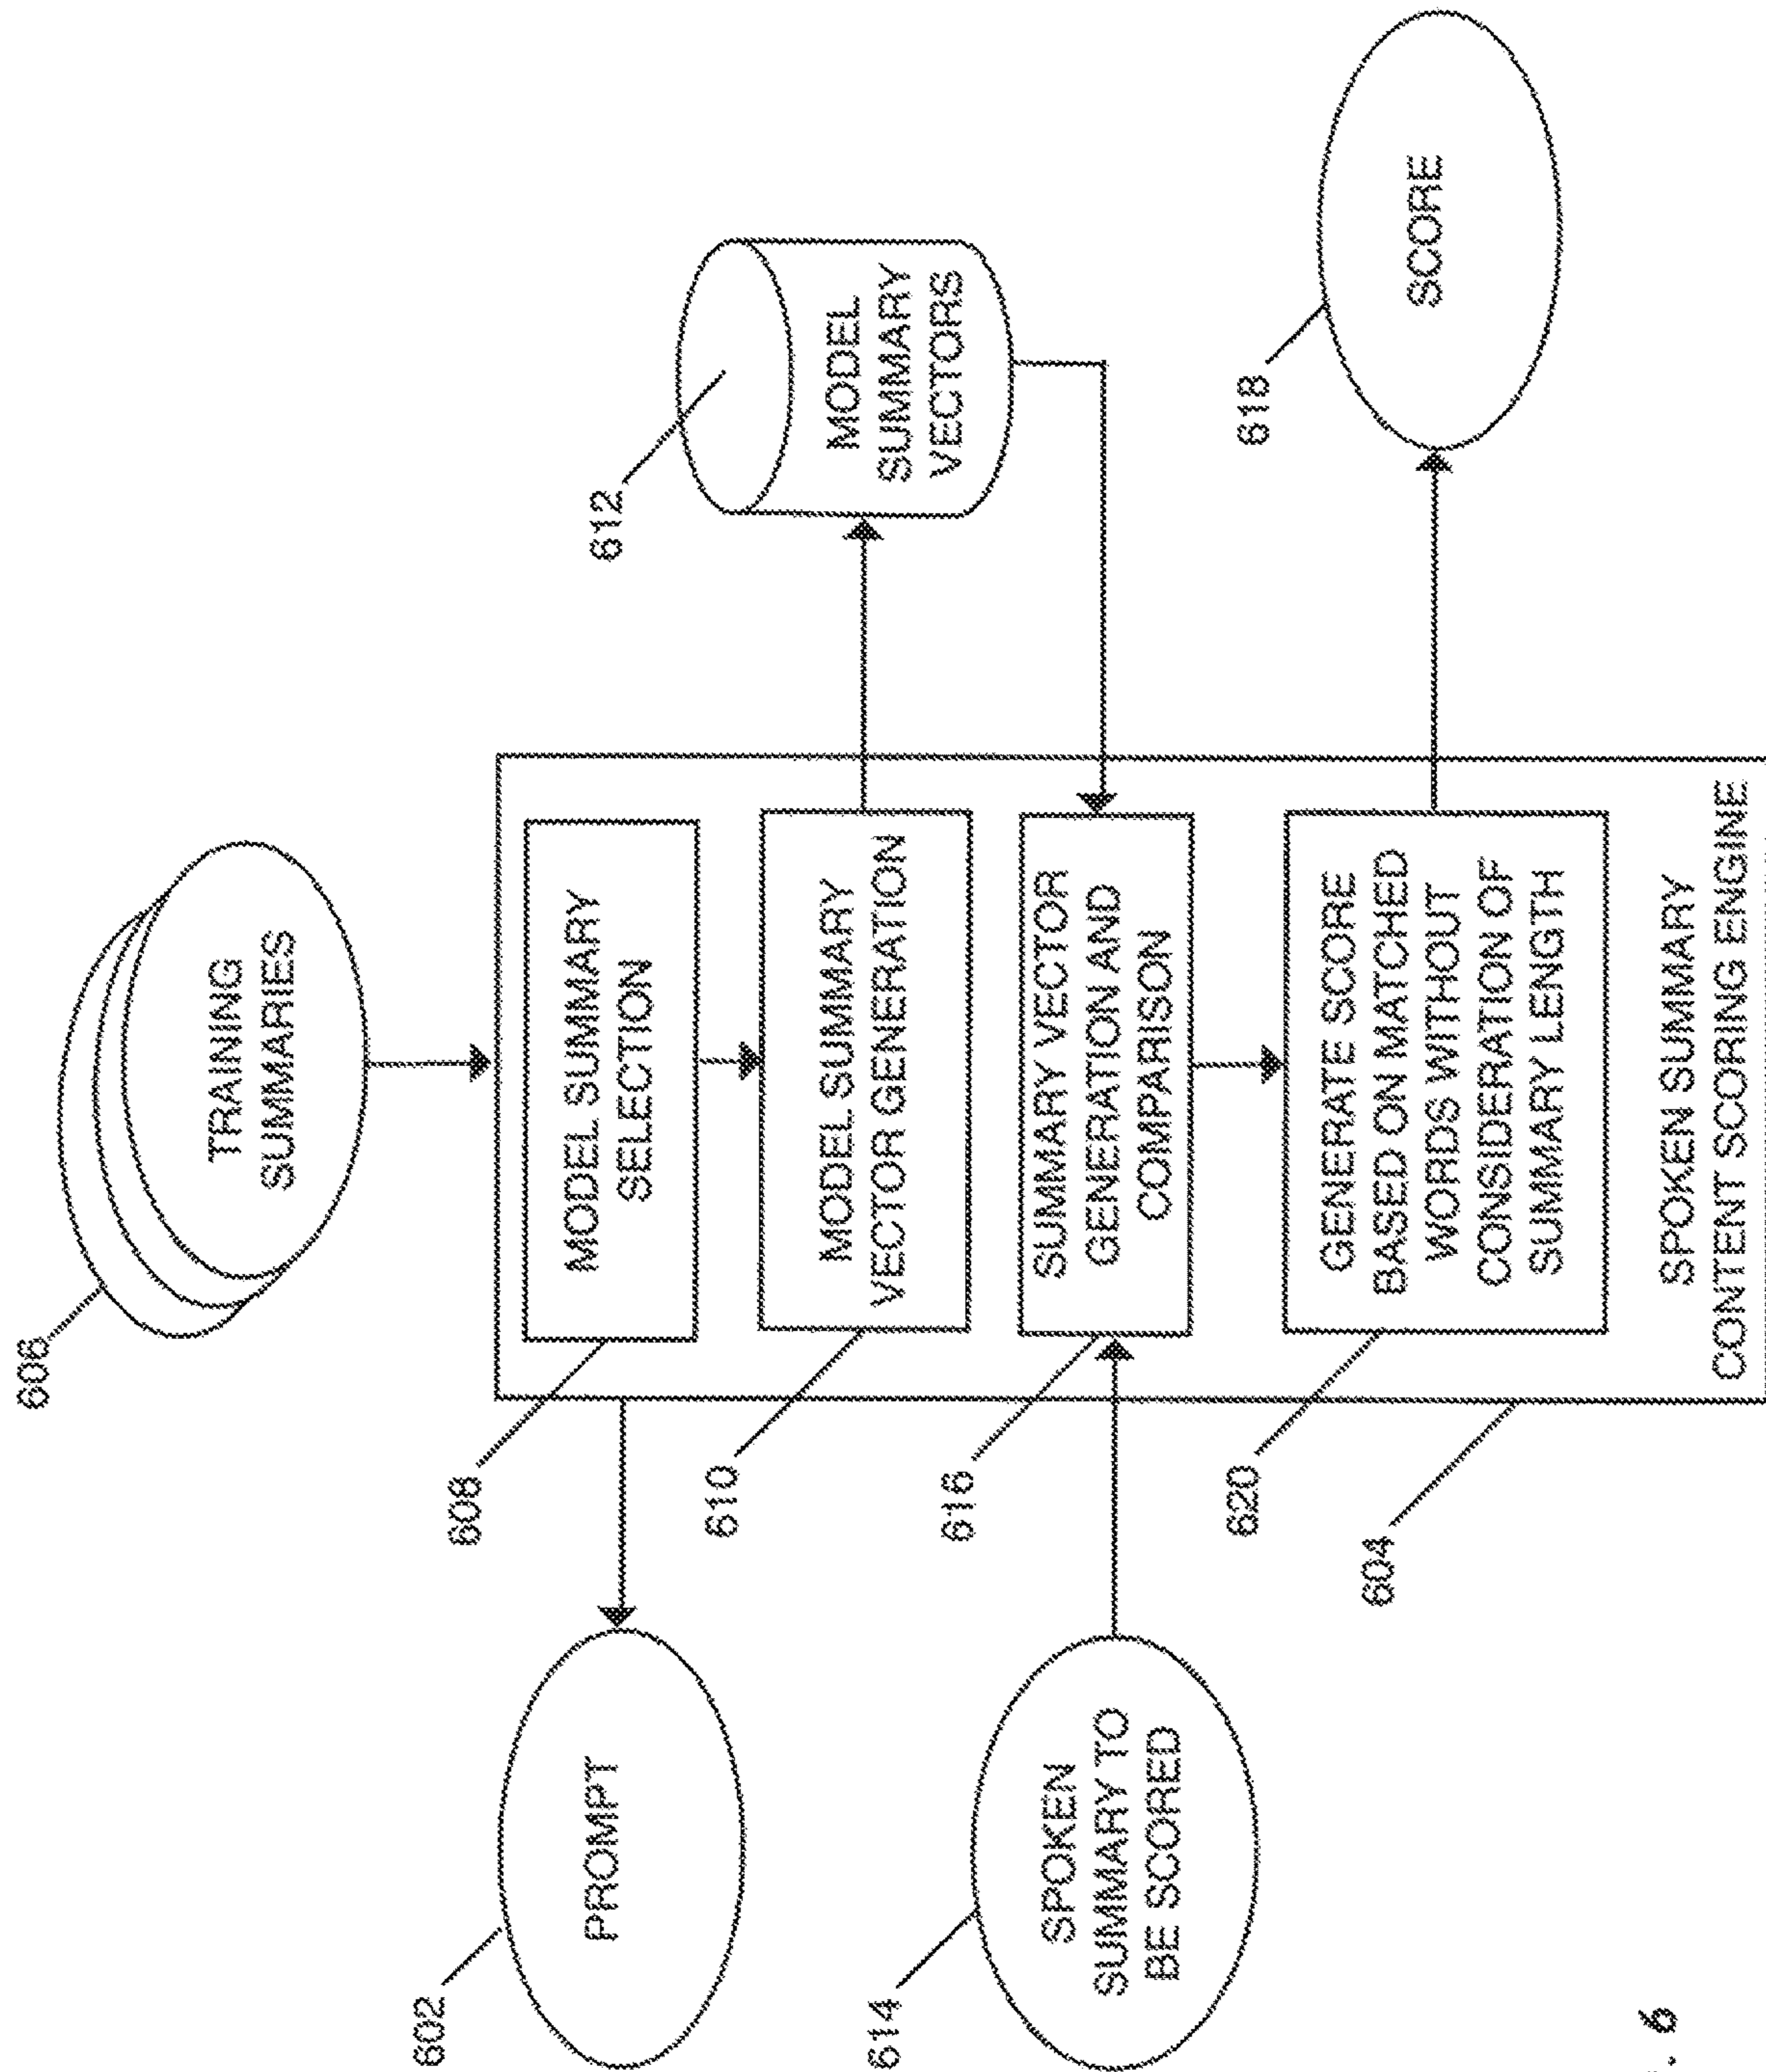 606
TRAINING
SUMMARIES
602
PROMPT
608
MODEL SUMMARY
SELECTION
610
MODEL SUMMARY
VECTOR GENERATION
612
MODEL
SUMMARY
VECTORS
614
SPOKEN
SUMMARY TO
BE SCORED
616
SUMMARY VECTOR
GENERATION AND
COMPARISON
620
GENERATE SCORE
BASED ON MATCHED
WORDS WITHOUT
CONSIDERATION OF
SUMMARY LENGTH
618
SCORE
604
SPOKEN SUMMARY
CONTENT SCORING ENGINE
. 6